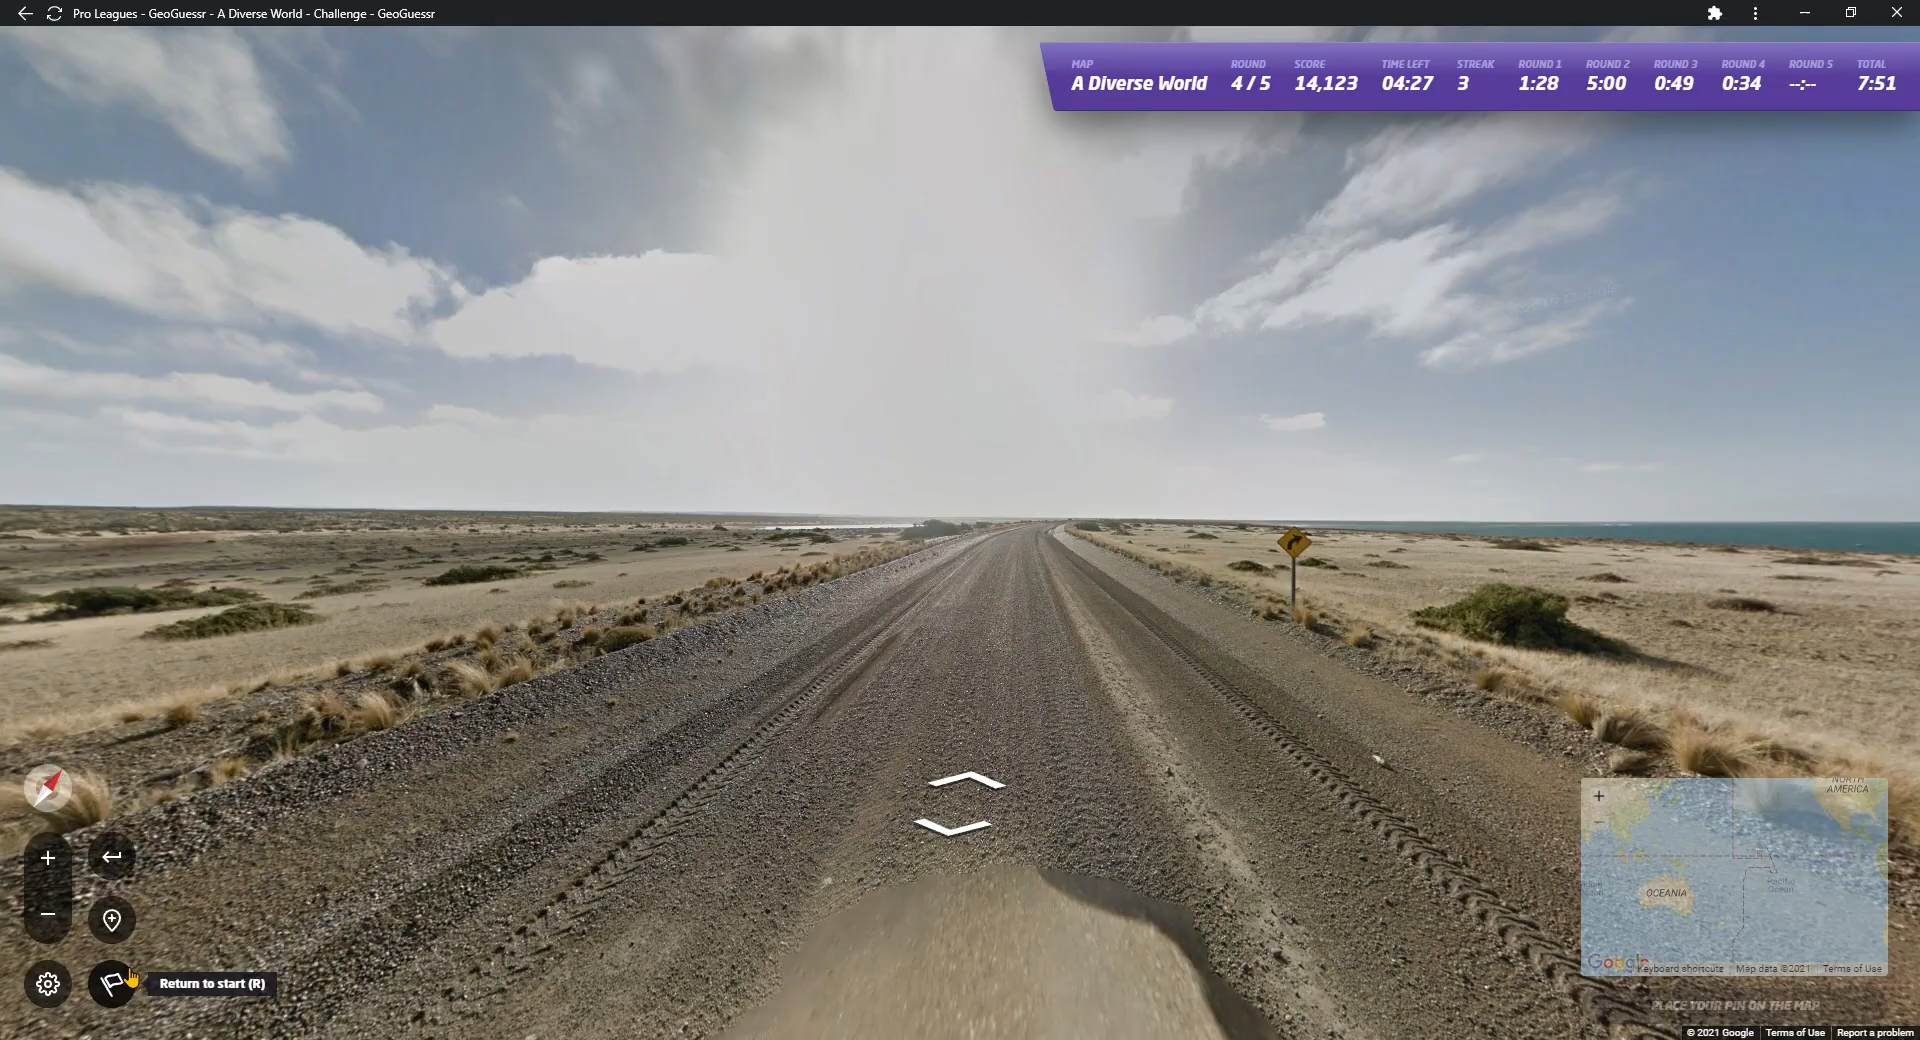 Pro Leagues - GeoGuessr - A Diverse World - Challenge - GeoGuessr
MAP ROUND SCORE TIME LEFT STREAK ROUND 1 ROUND 2 ROUND 3 ROUND 4 ROUND 5 TOTAL
A Diverse World 4 / 5 14,123 04:27 3 1:28 5:00 0:49 0:34 --:-- 7:51
NORTH
AMERICA
OCEANIA
Pacific
Ocean
Google
Keyboard shortcuts Map data ©2021 Terms of Use
Return to start (R)
PLACE YOUR PIN ON THE MAP
© 2021 Google Terms of Use Report a problem